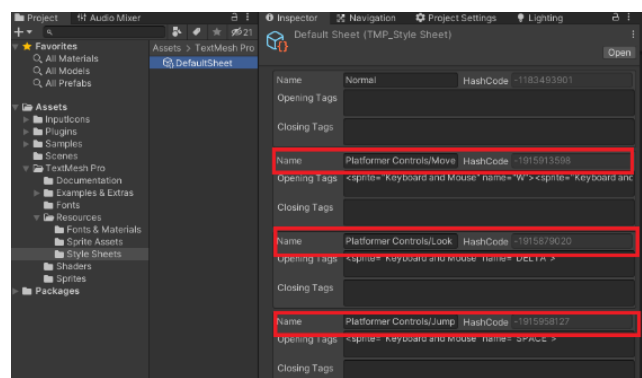 Project
Audio Mixer
21
Favorites
All Materials
All Models
All Prefabs
Assets
InputIcons
Plugins
Samples
Scenes
TextMesh Pro
Documentation
Examples & Extras
Fonts
Resources
Fonts & Materials
Sprite Assets
Style Sheets
Shaders
Sprites
Packages
Assets > TextMesh Pro
DefaultSheet
Inspector
Navigation
Project Settings
Lighting
Default Sheet (TMP_Style Sheet)
Open
Name Normal HashCode -1183493901
Opening Tags
Closing Tags
Name Platformer Controls/Move HashCode -1915913598
Opening Tags <sprite="Keyboard and Mouse" name="W"><sprite="Keyboard and
Closing Tags
Name Platformer Controls/Look HashCode -1915879020
Opening Tags <sprite="Keyboard and Mouse" name="DELTA">
Closing Tags
Name Platformer Controls/Jump HashCode -1915958127
Opening Tags <sprite="Keyboard and Mouse" name="SPACE">
Closing Tags